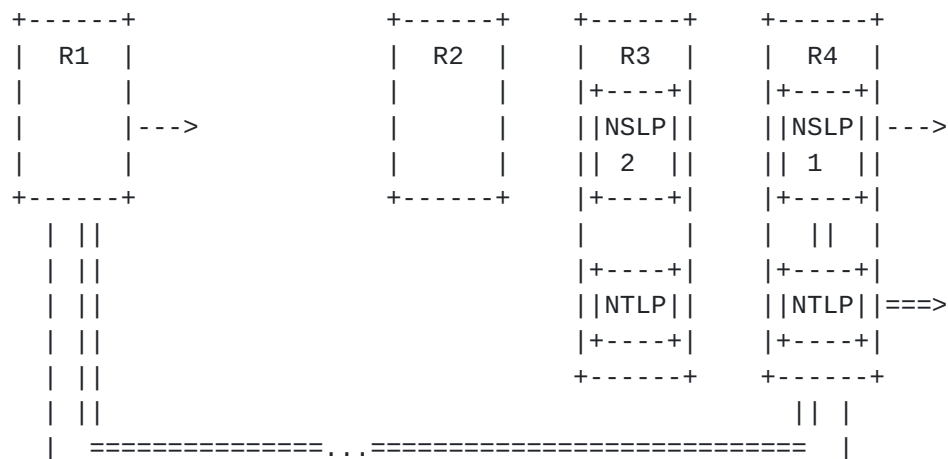 +------+                +------+    +------+    +------+
|  R1  |                |  R2  |    |  R3  |    |  R4  |
|      |                |      |    |+----+|    |+----+|
|      |--->            |      |    ||NSLP||    ||NSLP||--->
|      |                |      |    || 2  ||    || 1  ||
+------+                +------+    |+----+|    |+----+|
  | ||                              |      |    |  ||  |
  | ||                              |+----+|    |+----+|
  | ||                              ||NTLP||    ||NTLP||===>
  | ||                              |+----+|    |+----+|
  | ||                              +------+    +------+
  | ||                                            || |
  |  ===============...============================  |